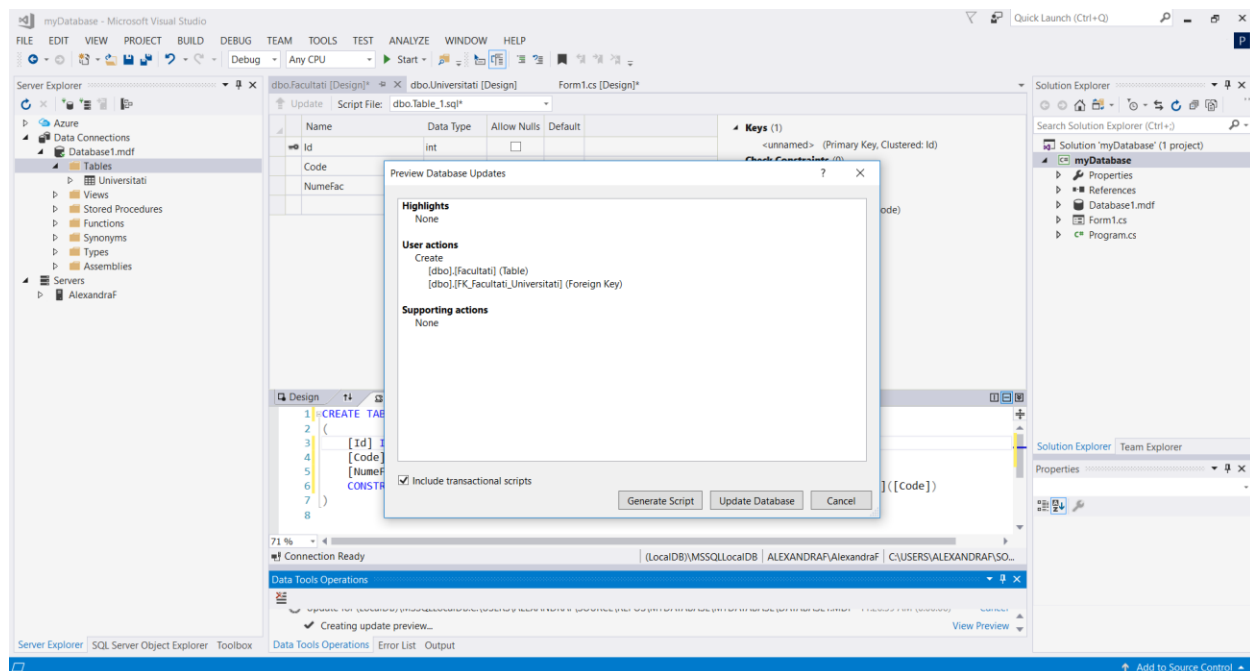 myDatabase - Microsoft Visual Studio
Quick Launch (Ctrl+Q)
FILE EDIT VIEW PROJECT BUILD DEBUG TEAM TOOLS TEST ANALYZE WINDOW HELP
P
Debug Any CPU Start
Server Explorer
Azure
Data Connections
Database1.mdf
Tables
Universitati
Views
Stored Procedures
Functions
Synonyms
Types
Assemblies
Servers
AlexandraF
dbo.Facultati [Design]* dbo.Universitati [Design] Form1.cs [Design]*
Update Script File: dbo.Table_1.sql*
Name Data Type Allow Nulls Default
Id int
Code
NumeFac
Keys (1)
<unnamed> (Primary Key, Clustered: Id)
Check Constraints (0)
ode)
Preview Database Updates ?
Highlights
None
User actions
Create
[dbo].[Facultati] (Table)
[dbo].[FK_Facultati_Universitati] (Foreign Key)
Supporting actions
None
Include transactional scripts
Generate Script Update Database Cancel
Design
1 CREATE TAB
2 (
3 [Id] I
4 [Code]
5 [NumeF
6 CONSTR ]([Code])
7 )
8
71 %
Connection Ready (LocalDB)\MSSQLLocalDB ALEXANDRAF\AlexandraF C:\USERS\ALEXANDRAF\SO...
Data Tools Operations
Creating update preview... View Preview
Server Explorer SQL Server Object Explorer Toolbox
Data Tools Operations Error List Output
Solution Explorer
Search Solution Explorer (Ctrl+;)
Solution 'myDatabase' (1 project)
myDatabase
Properties
References
Database1.mdf
Form1.cs
Program.cs
Solution Explorer Team Explorer
Properties
Add to Source Control